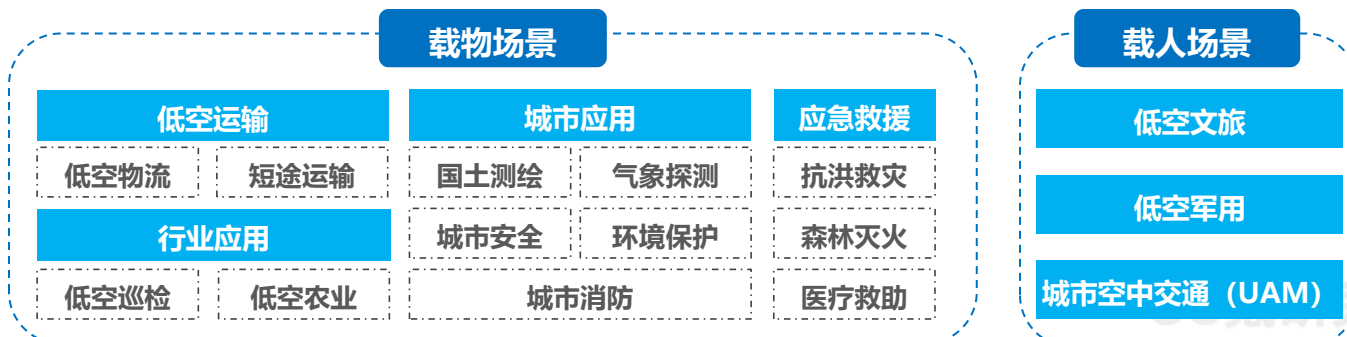 载物场景
载人场景
低空运输
城市应用
应急救援
低空物流
短途运输
国土测绘
气象探测
抗洪救灾
行业应用
城市安全
环境保护
森林灭火
低空巡检
低空农业
城市消防
医疗救助
低空文旅
低空军用
城市空中交通（UAM）